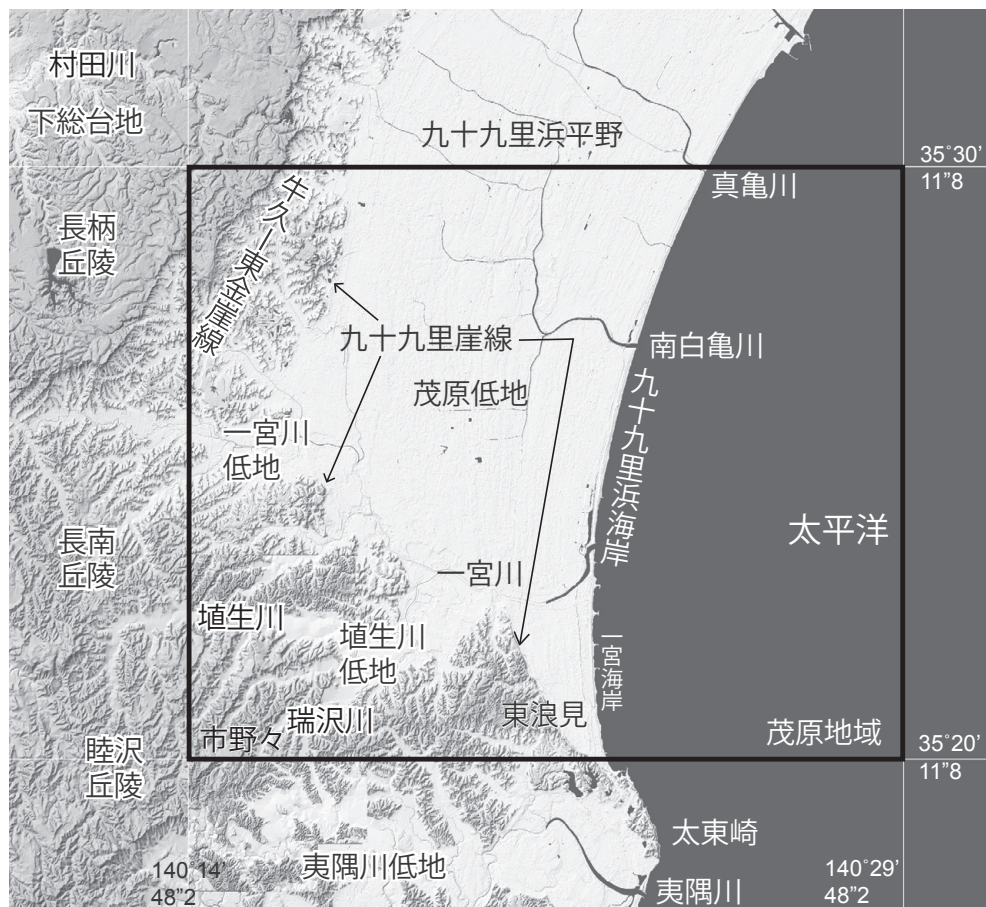 村田川
下総台地
九十九里浜平野
35°30'
11"8
真亀川
牛久ー東金崖線
長柄
丘陵
九十九里崖線
南白亀川
茂原低地
九十九里浜海岸
一宮川
低地
太平洋
長南
丘陵
一宮川
埴生川
埴生川
低地
一宮海岸
東浪見
瑞沢川
市野々
茂原地域
35°20'
11"8
睦沢
丘陵
太東崎
夷隅川低地
140°14'
48"2
140°29'
48"2
夷隅川